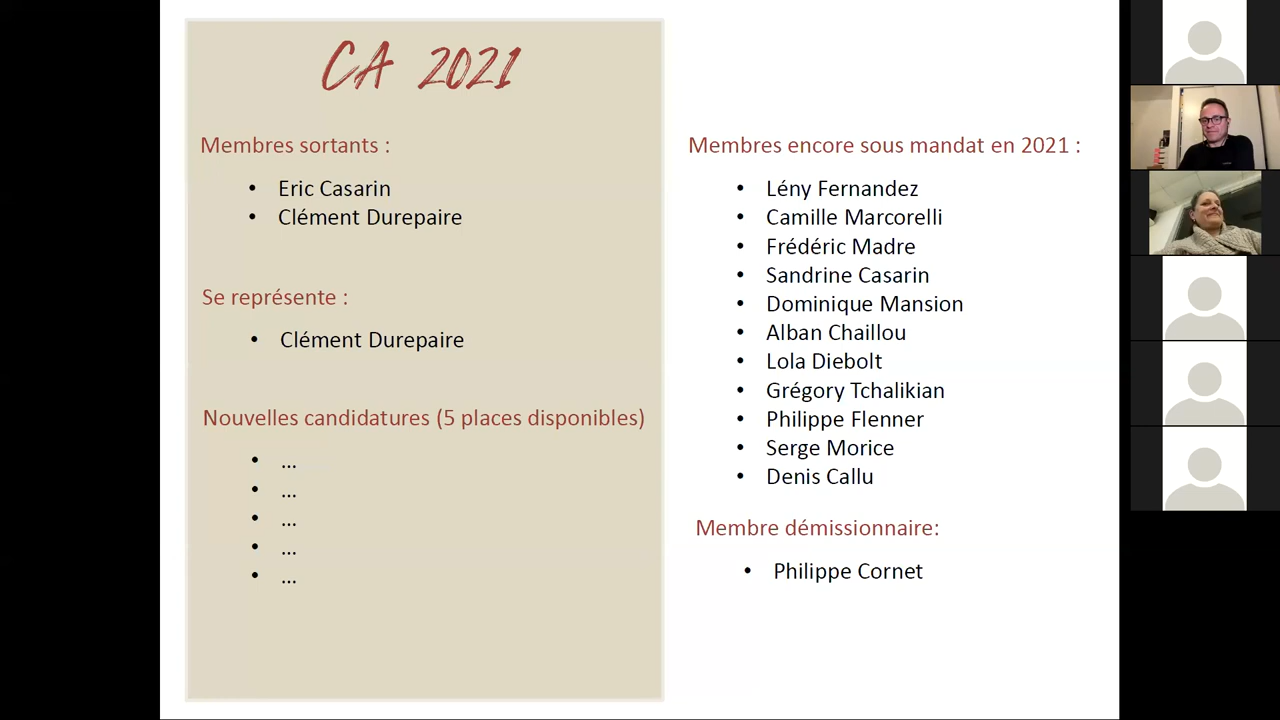 CA 2021
Membres sortants :
• Eric Casarin
• Clément Durepaire
Se représente :
• Clément Durepaire
Nouvelles candidatures (5 places disponibles)
• ...
• ...
• ...
• ...
• ...
Membres encore sous mandat en 2021 :
• Lény Fernandez
• Camille Marcorelli
• Frédéric Madre
• Sandrine Casarin
• Dominique Mansion
• Alban Chaillou
• Lola Diebolt
• Grégory Tchalikian
• Philippe Flenner
• Serge Morice
• Denis Callu
Membre démissionnaire:
• Philippe Cornet